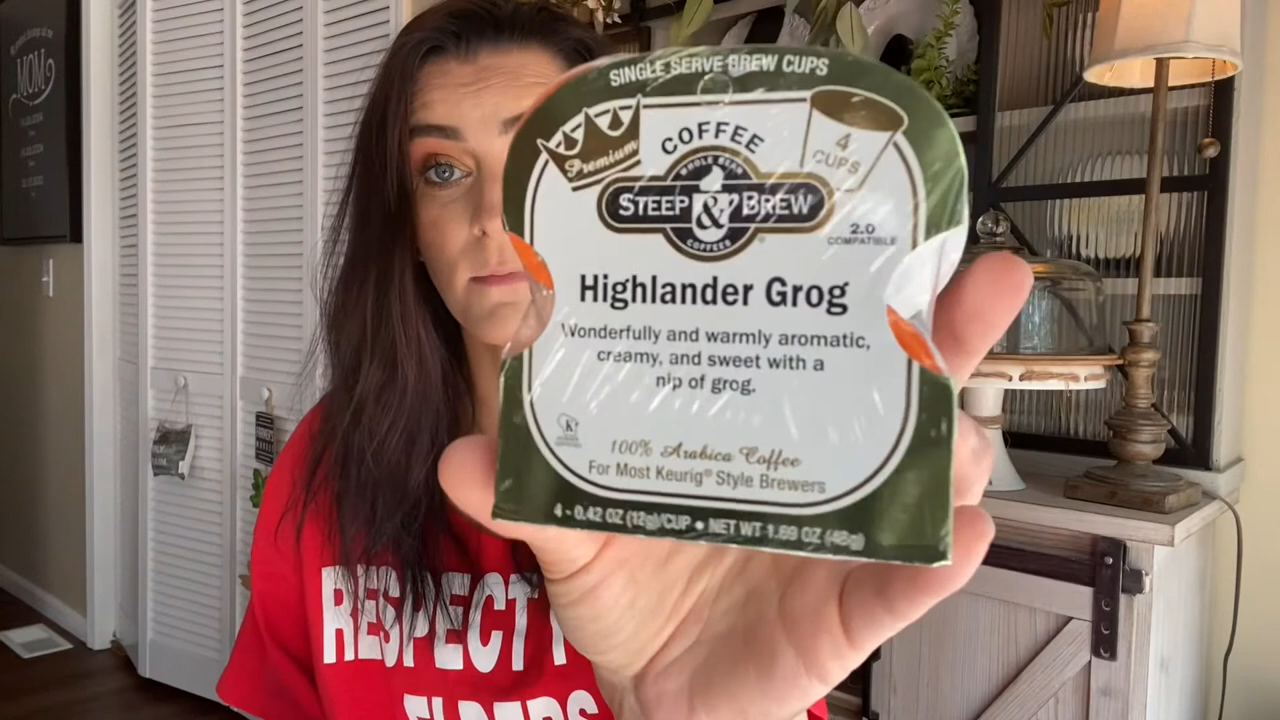 SINGLE SERVE BREW CUPS
Premium
COFFEE
4
CUPS
WHOLE BEAN
STEEP & BREW
COFFEES
2.0
COMPATIBLE
Highlander Grog
Wonderfully and warmly aromatic,
creamy, and sweet with a
nip of grog.
K
100% Arabica Coffee
For Most Keurig® Style Brewers
4 - 0.42 OZ (12g)/CUP • NET WT 1.69 OZ (48g)
RESPECT
ELDERS
MOM